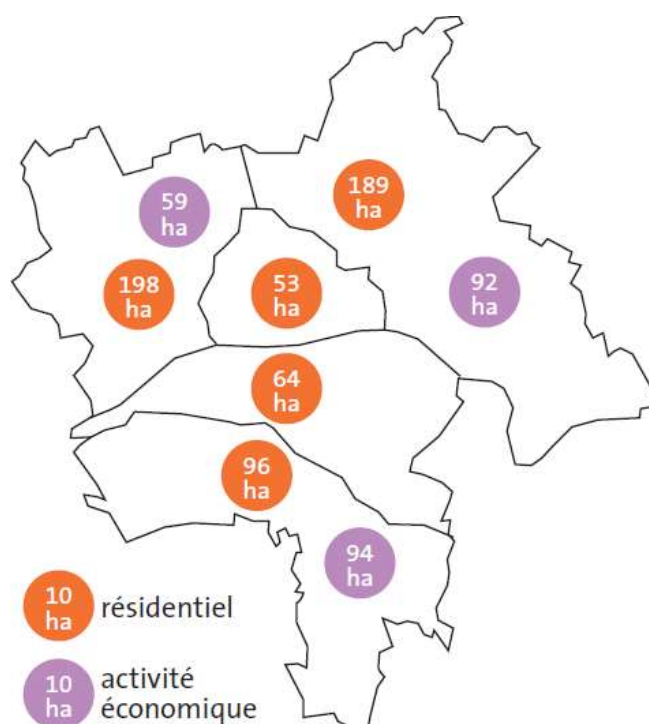 189
ha
59
ha
198
ha
53
ha
92
ha
64
ha
96
ha
94
ha
10
ha
résidentiel
10
ha
activité
économique